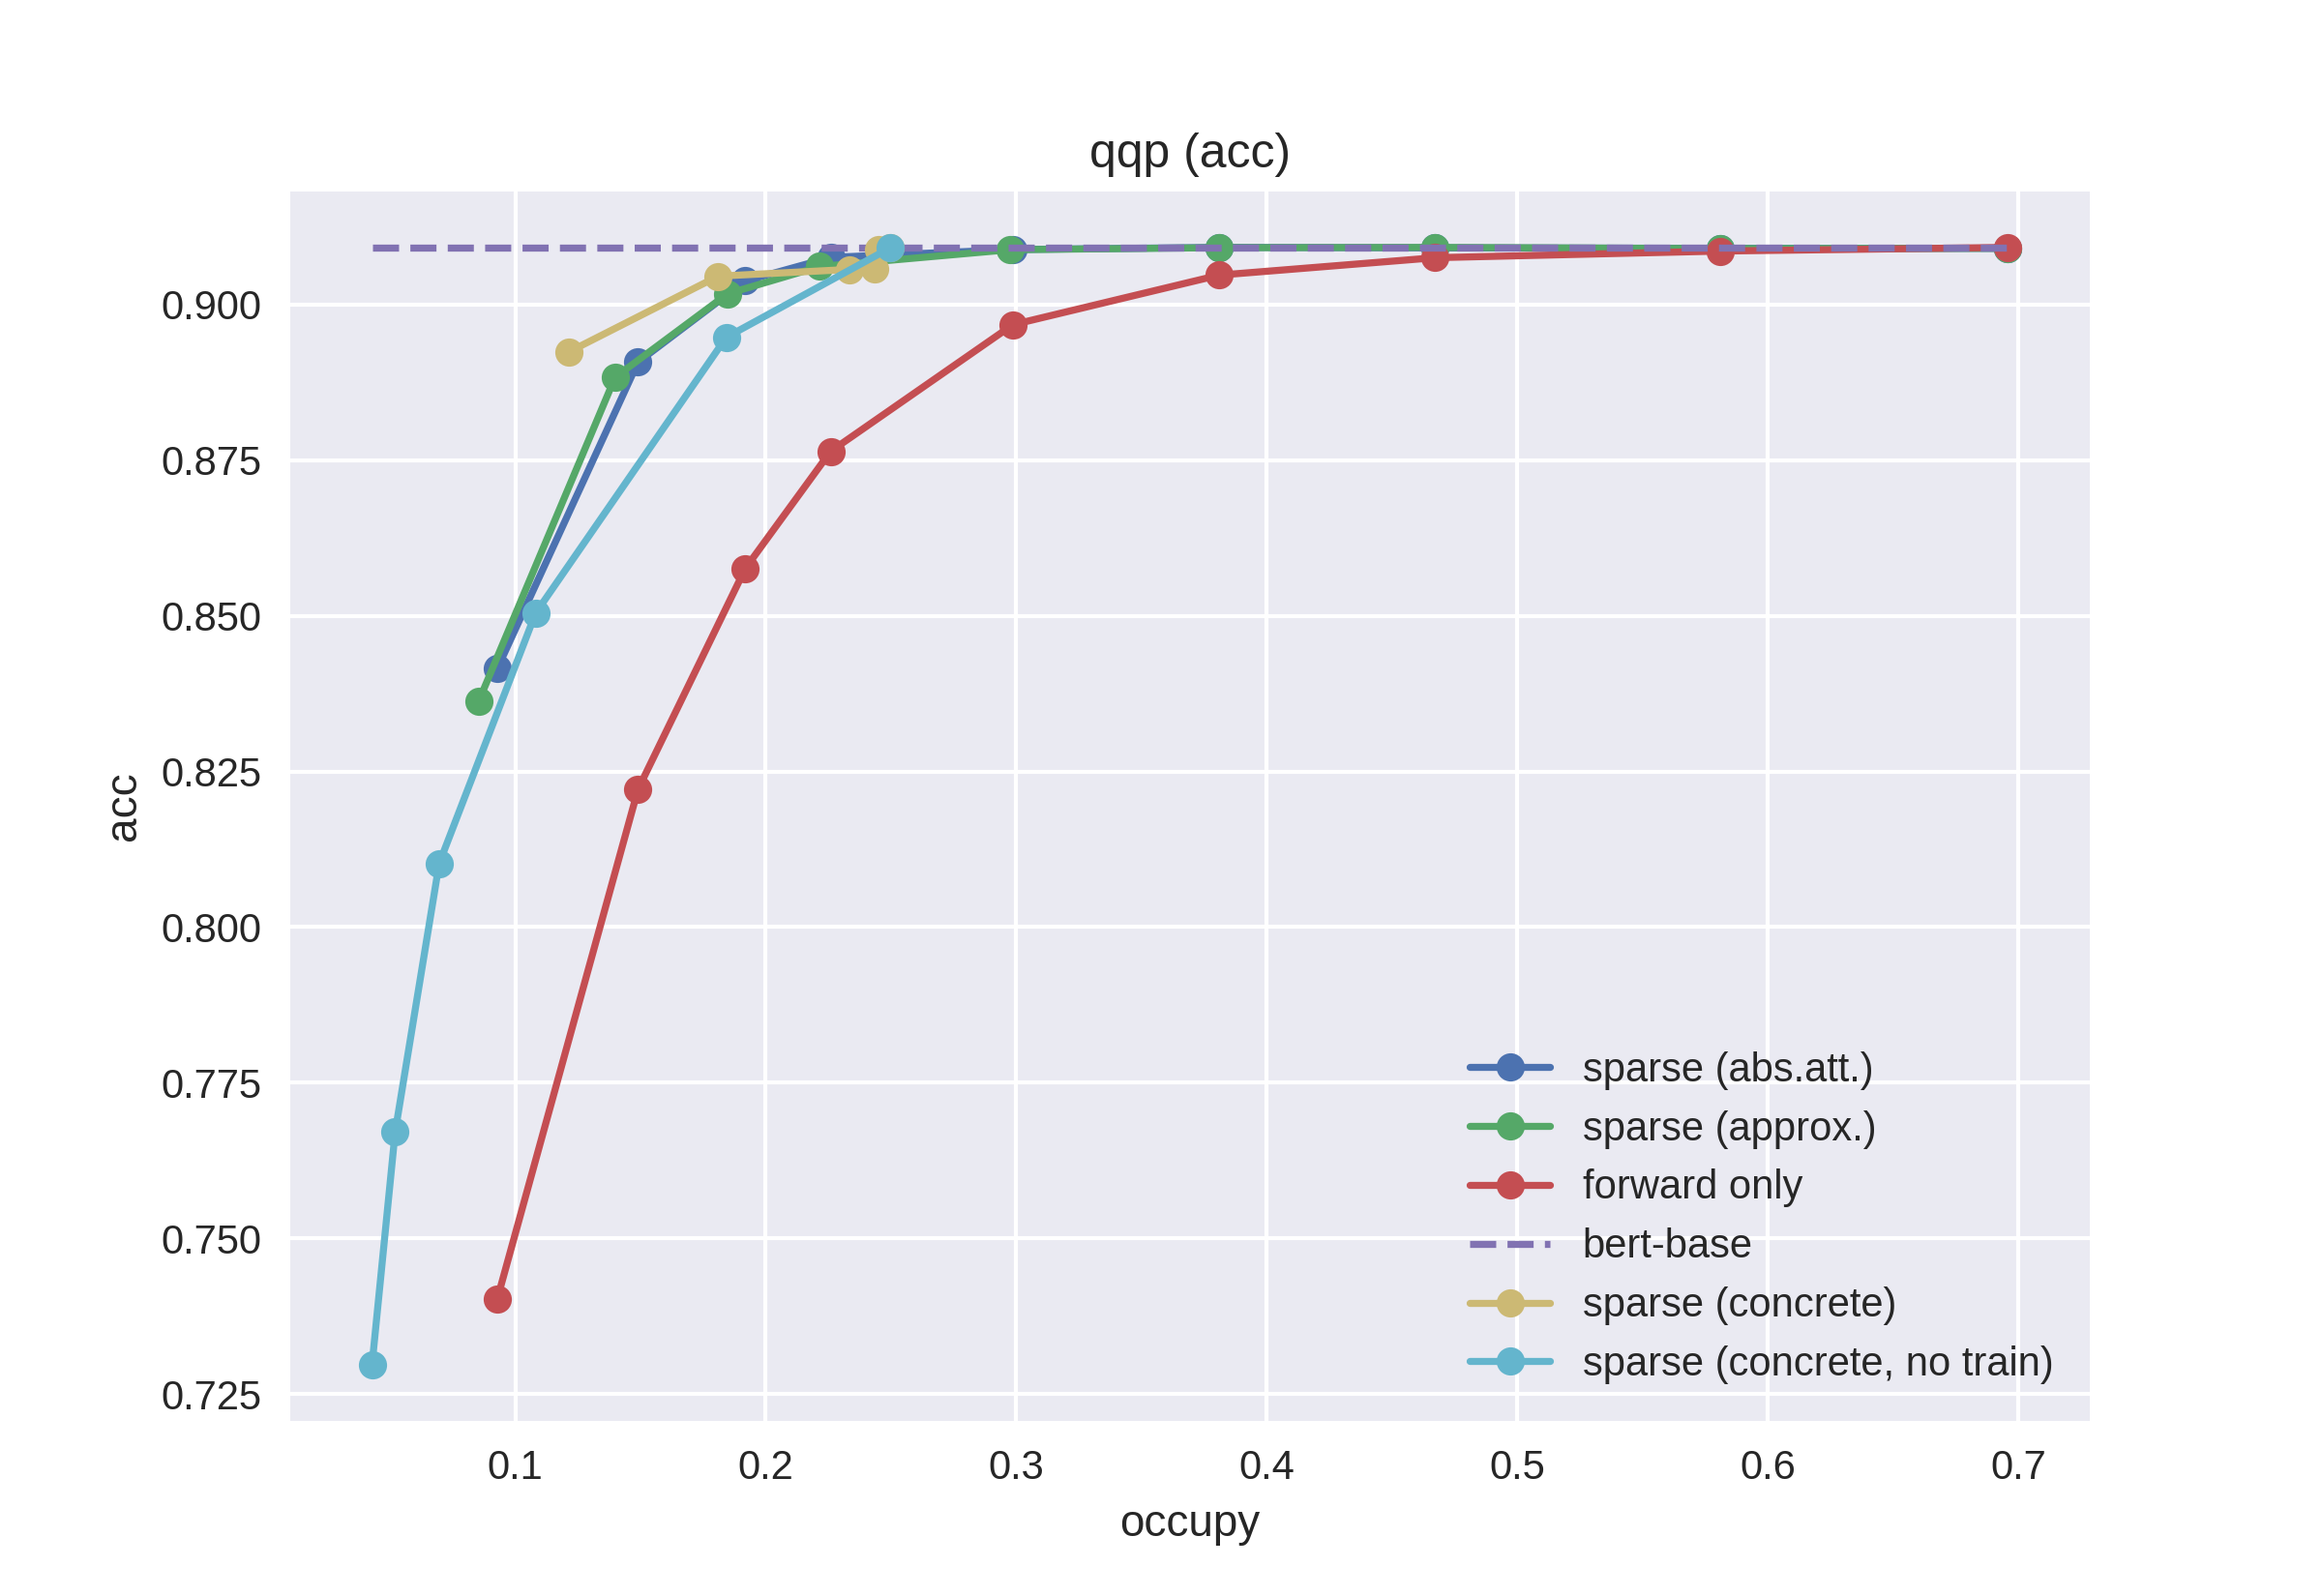 qqp (acc)
0.900
0.875
0.850
0.825
0.800
0.775
0.750
0.725
acc
sparse (abs.att.)
sparse (approx.)
forward only
bert-base
sparse (concrete)
sparse (concrete, no train)
0.1 0.2 0.3 0.4 0.5 0.6 0.7
occupy